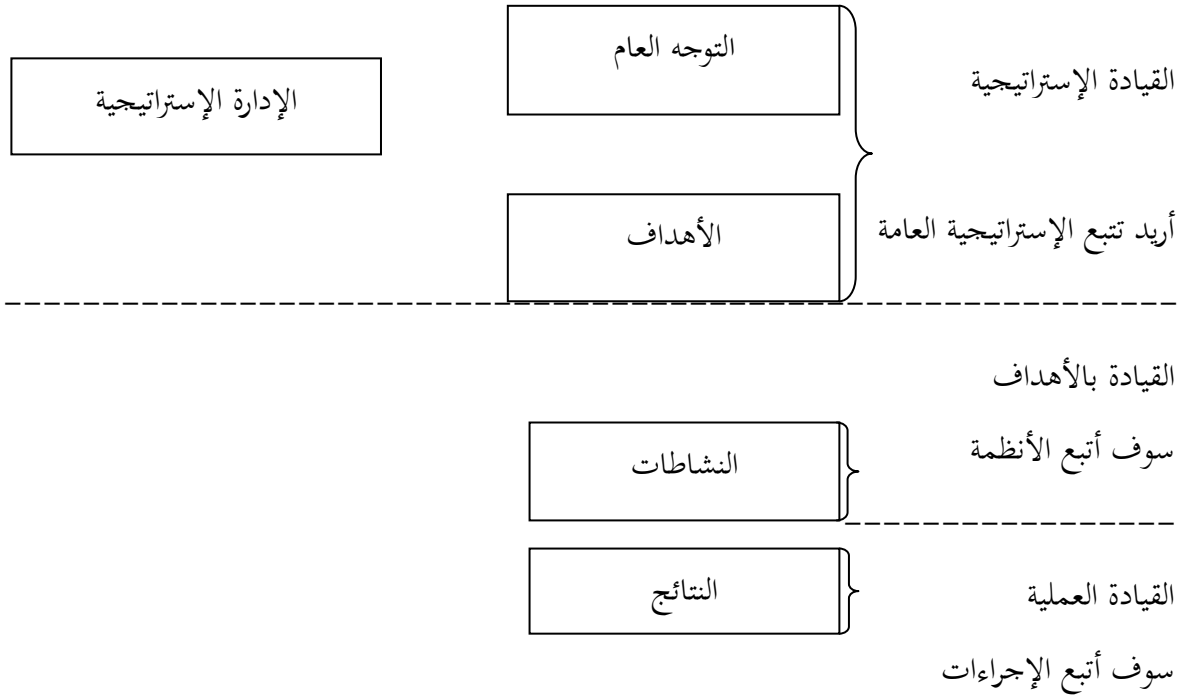 التوجه العام
القيادة الإستراتيجية
الإدارة الإستراتيجية
أريد تتبع الإستراتيجية العامة
الأهداف
القيادة بالأهداف
سوف أتبع الأنظمة
النشاطات
القيادة العملية
النتائج
سوف أتبع الإجراءات